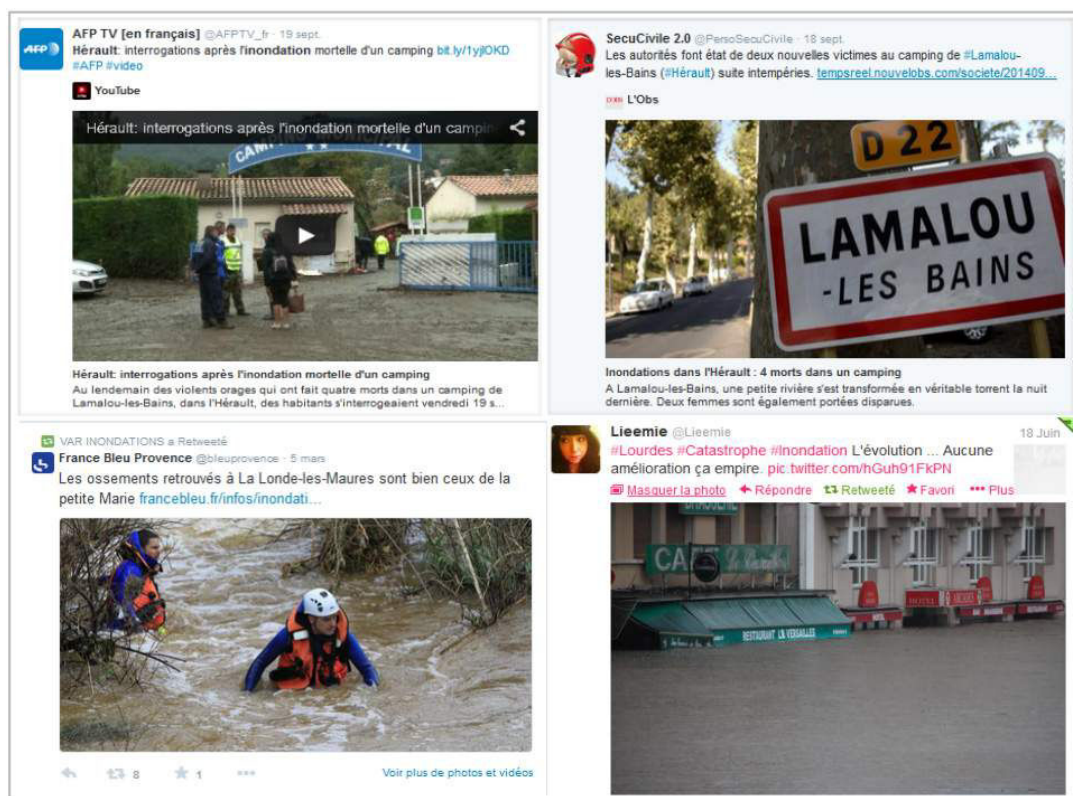 AFP TV [en français] @AFPTV_fr · 19 sept.
Hérault: interrogations après l'inondation mortelle d'un camping bit.ly/1yjlOKD
#AFP #video
YouTube
Hérault: interrogations après l'inondation mortelle d'un camping
CAMPING MUNICIPAL
Hérault: interrogations après l'inondation mortelle d'un camping
Au lendemain des violents orages qui ont fait quatre morts dans un camping de
Lamalou-les-Bains, dans l'Hérault, des habitants s'interrogeaient vendredi 19 s...
SecuCivile 2.0 @PersoSecuCivile · 18 sept.
Les autorités font état de deux nouvelles victimes au camping de #Lamalou-
les-Bains (#Hérault) suite intempéries. tempsreel.nouvelobs.com/societe/201409...
L'Obs
D 22
LAMALOU
-LES BAINS
Inondations dans l'Hérault : 4 morts dans un camping
A Lamalou-les-Bains, une petite rivière s'est transformée en véritable torrent la nuit
dernière. Deux femmes sont également portées disparues.
VAR INONDATIONS a Retweeté
France Bleu Provence @bleuprovence · 5 mars
Les ossements retrouvés à La Londe-les-Maures sont bien ceux de la
petite Marie francebleu.fr/infos/inondati...
8 1
Voir plus de photos et vidéos
Lieemie @Lieemie 18 Juin
#Lourdes #Catastrophe #Inondation L'évolution ... Aucune
amélioration ça empire. pic.twitter.com/hGuh91FkPN
Masquer la photo Répondre Retweeté Favori Plus
RESTAURANT LE VERSAILLES
HOTEL